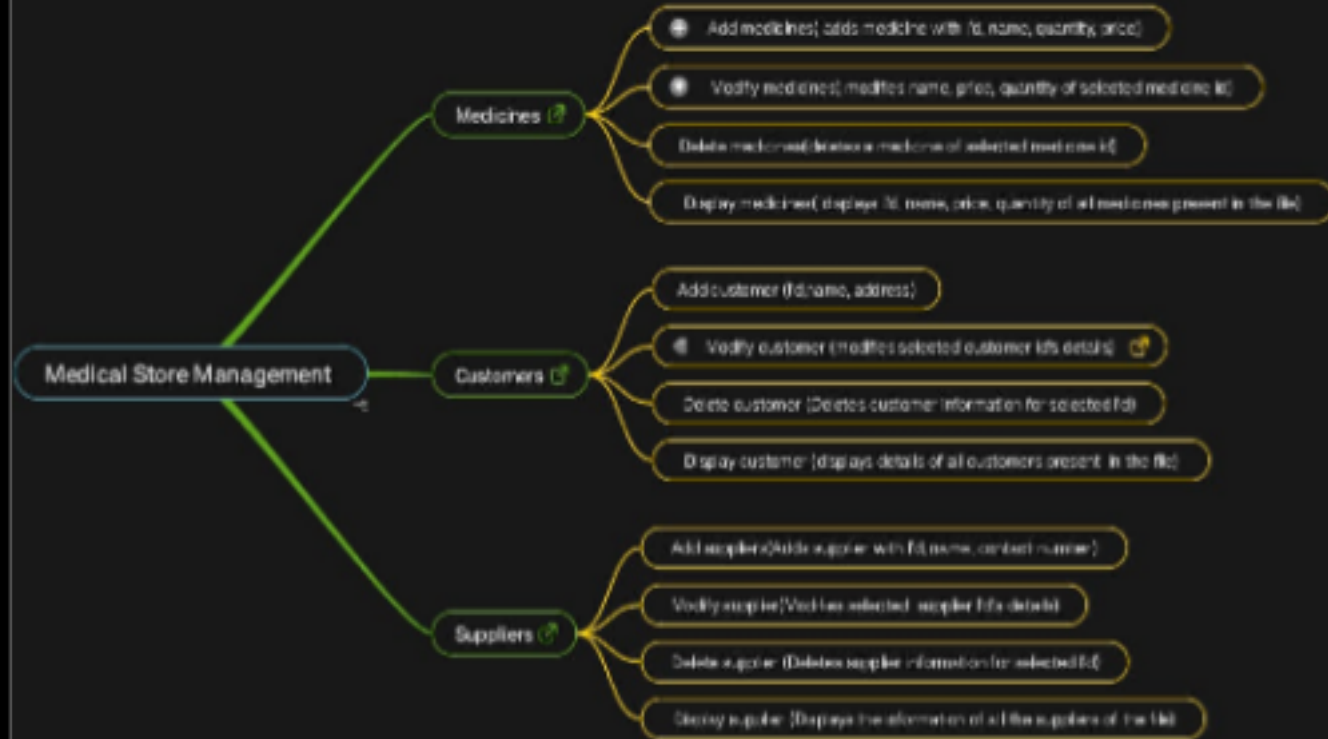 Add medicines( adds medicine with Id, name, quantity, price)
Modify medicines( modifies name, price, quantity of selected medicine id)
Medicines
Delete medicines(deletes a medicine of selected medicine id)
Display medicines( displays Id, name, price, quantity of all medicines present in the file)
Add customer (Id,name, address)
Modify customer (modifies selected customer Id's details)
Medical Store Management
Customers
Delete customer (Deletes customer information for selected Id)
Display customer (displays details of all customers present in the file)
Add suppliers(Adds supplier with Id, name, contact number)
Modify supplier(Modifies selected supplier Id's details)
Suppliers
Delete supplier (Deletes supplier information for selected Id)
Display supplier (Displays the information of all the suppliers of the file)